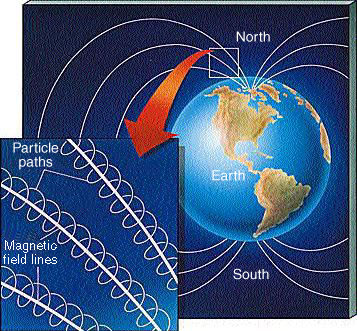 North
Particle
paths
Earth
Magnetic
field lines
South